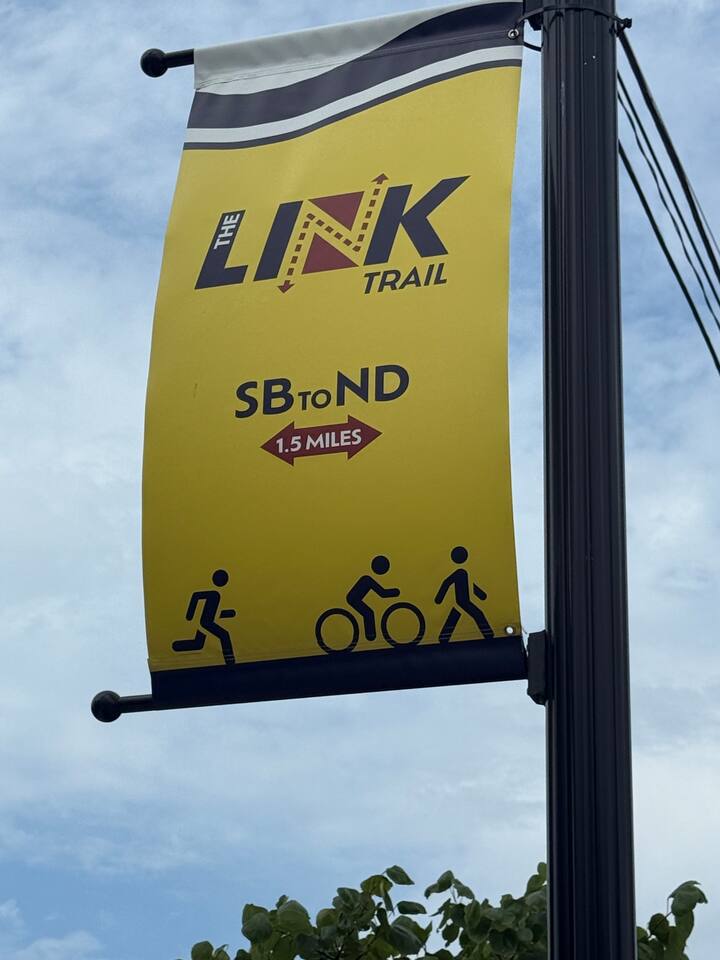 THE LINK
TRAIL
SB TO ND
1.5 MILES